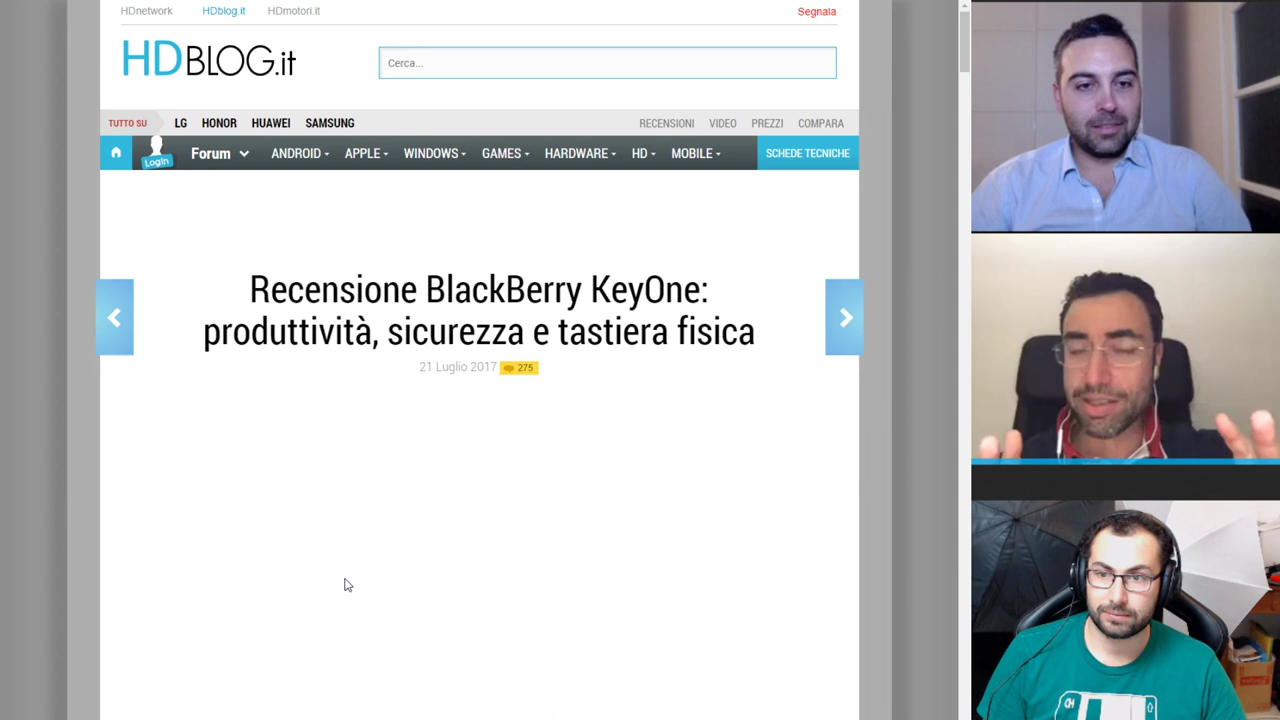 HDnetwork HDblog.it HDmotori.it Segnala
HDBLOG.it Cerca...
TUTTO SU LG HONOR HUAWEI SAMSUNG RECENSIONI VIDEO PREZZI COMPARA
Login Forum ANDROID APPLE WINDOWS GAMES HARDWARE HD MOBILE SCHEDE TECNICHE
Recensione BlackBerry KeyOne:
produttività, sicurezza e tastiera fisica
21 Luglio 2017 275
CH